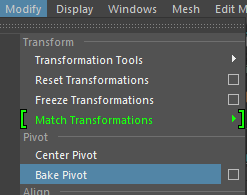 Modify Display Windows Mesh Edit M
Transform
Transformation Tools
Reset Transformations
Freeze Transformations
Match Transformations
Pivot
Center Pivot
Bake Pivot
Align